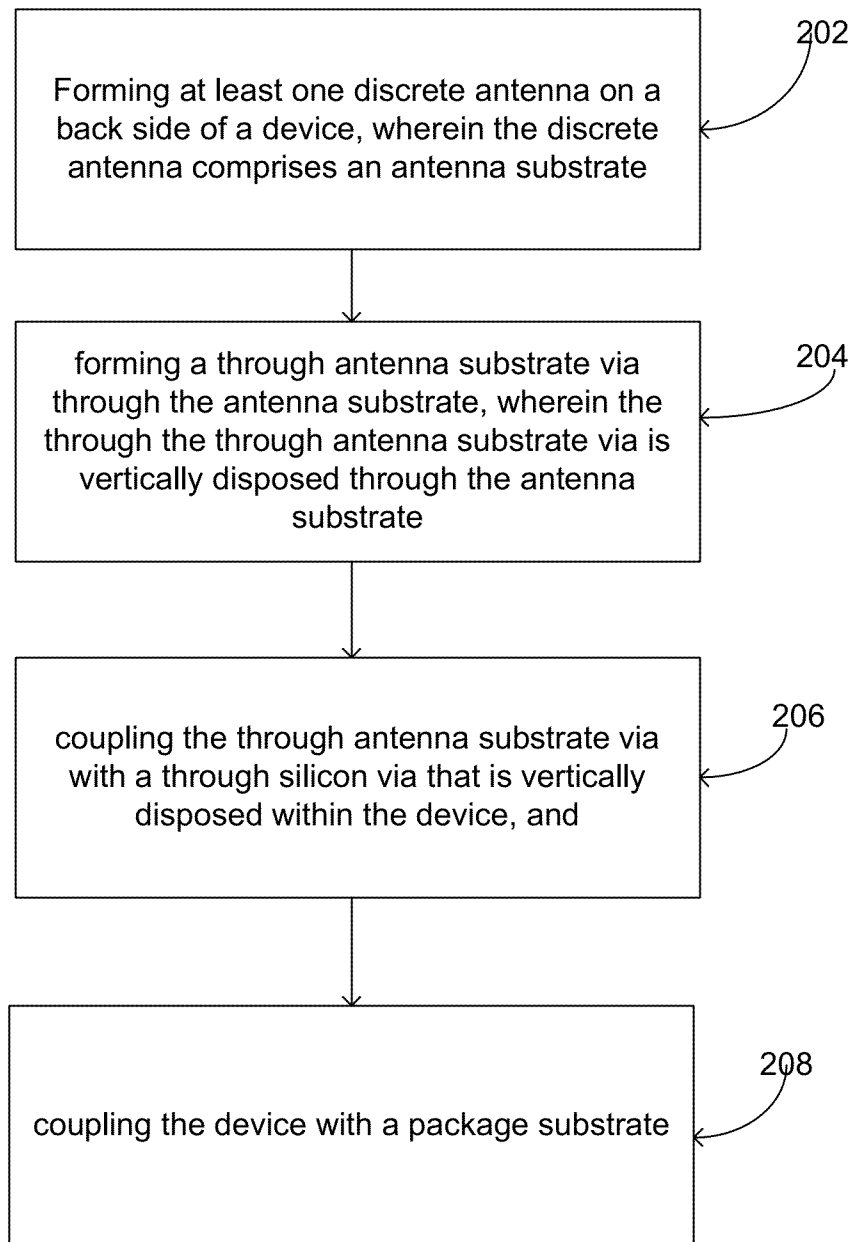 202
Forming at least one discrete antenna on a
back side of a device, wherein the discrete
antenna comprises an antenna substrate
204
forming a through antenna substrate via
through the antenna substrate, wherein the
through the through antenna substrate via is
vertically disposed through the antenna
substrate
206
coupling the through antenna substrate via
with a through silicon via that is vertically
disposed within the device, and
208
coupling the device with a package substrate